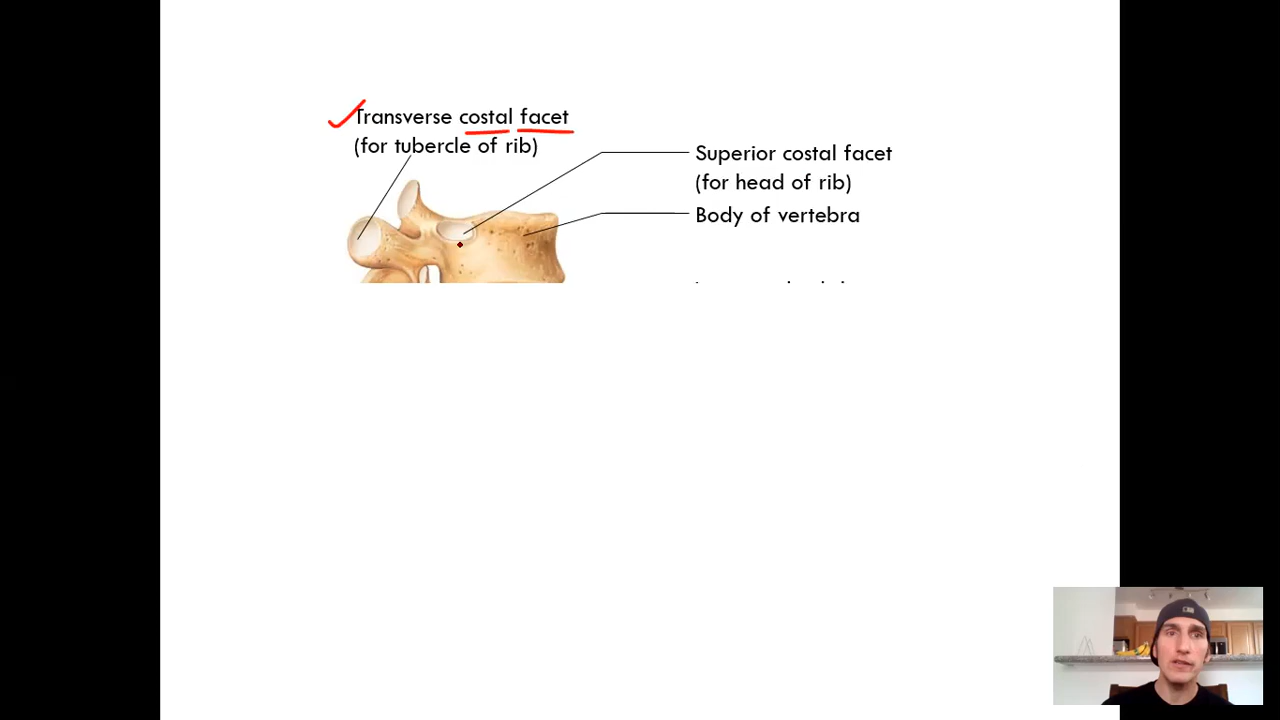 Transverse costal facet
(for tubercle of rib)
Superior costal facet
(for head of rib)
Body of vertebra